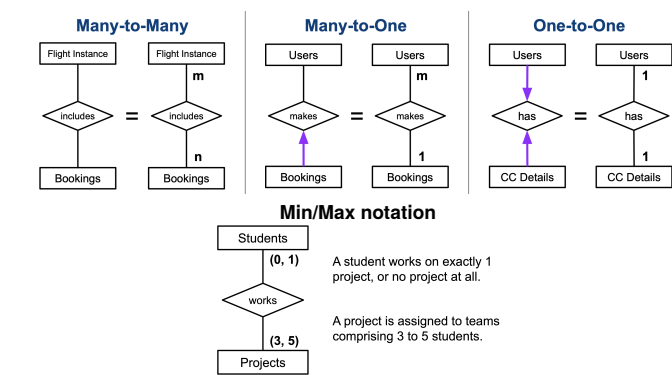 Many-to-Many
Many-to-One
One-to-One
Flight Instance
Flight Instance
Users
Users
Users
Users
m
m
1
includes
=
includes
makes
=
makes
has
=
has
n
1
1
Bookings
Bookings
Bookings
Bookings
CC Details
CC Details
Min/Max notation
Students
(0, 1)
A student works on exactly 1
project, or no project at all.
works
A project is assigned to teams
comprising 3 to 5 students.
(3, 5)
Projects